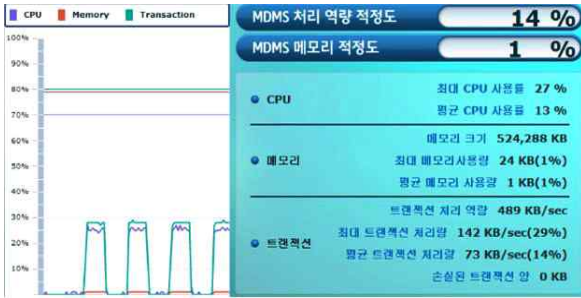 CPU Memory Transaction
100%
90%
80%
70%
60%
50%
40%
30%
20%
10%
MDMS 처리 역량 적정도 14 %
MDMS 메모리 적정도 1 %
CPU
최대 CPU 사용률 27 %
평균 CPU 사용률 13 %
메모리
메모리 크기 524,288 KB
최대 메모리사용량 24 KB(1%)
평균 메모리 사용량 1 KB(1%)
트랜잭션
트랜잭션 처리 역량 489 KB/sec
최대 트랜잭션 처리량 142 KB/sec(29%)
평균 트랜잭션 처리량 73 KB/sec(14%)
손실된 트랜잭션 양 0 KB